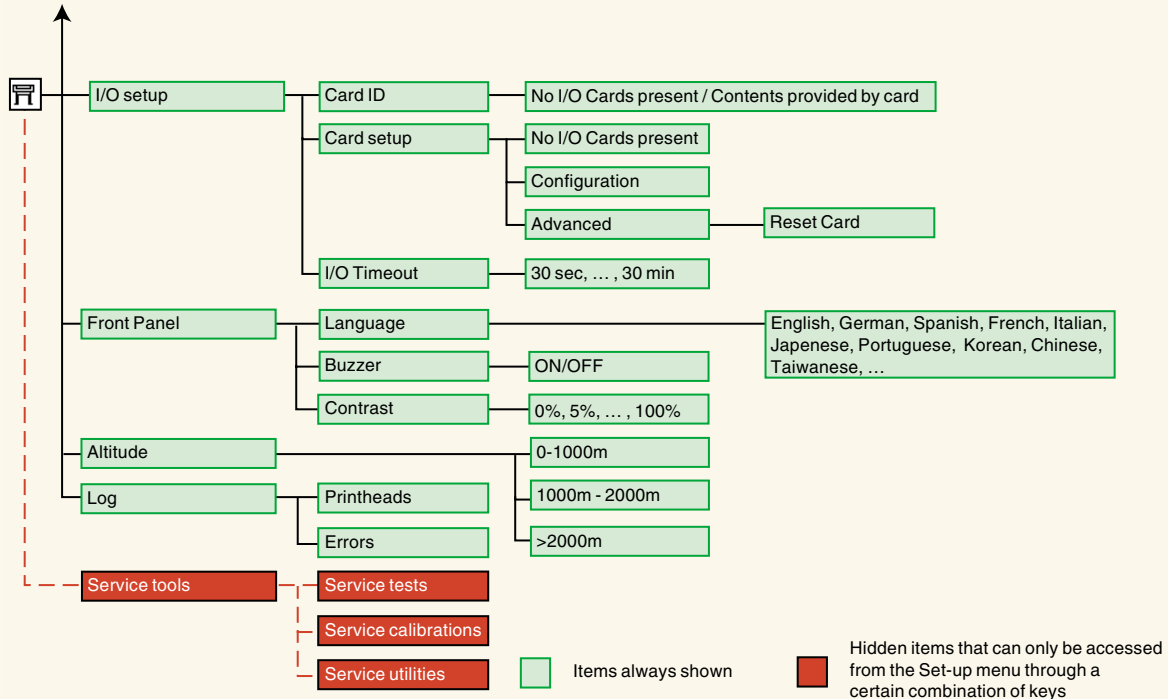 I/O setup
Card ID
No I/O Cards present / Contents provided by card
Card setup
No I/O Cards present
Configuration
Advanced
Reset Card
I/O Timeout
30 sec, … , 30 min
Front Panel
Language
English, German, Spanish, French, Italian,
Japenese, Portuguese, Korean, Chinese,
Taiwanese, …
Buzzer
ON/OFF
Contrast
0%, 5%, … , 100%
Altitude
0-1000m
1000m - 2000m
>2000m
Log
Printheads
Errors
Service tools
Service tests
Service calibrations
Service utilities
Items always shown
Hidden items that can only be accessed
from the Set-up menu through a
certain combination of keys